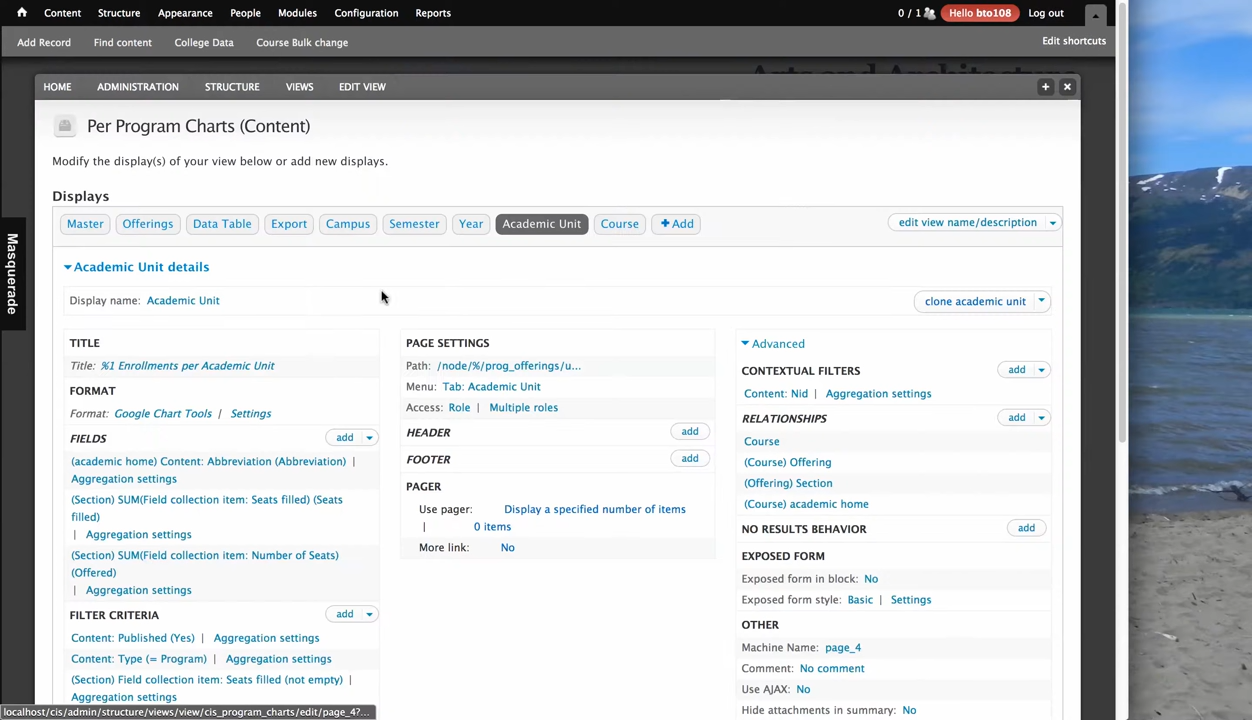 Content Structure Appearance People Modules Configuration Reports 0 / 1 Hello bto108 Log out
Add Record Find content College Data Course Bulk change Edit shortcuts
Arts and Architecture
HOME ADMINISTRATION STRUCTURE VIEWS EDIT VIEW
Per Program Charts (Content)
Modify the display(s) of your view below or add new displays.
Displays
Master Offerings Data Table Export Campus Semester Year Academic Unit Course + Add edit view name/description
Masquerade
Academic Unit details
Display name: Academic Unit clone academic unit
TITLE
Title: %1 Enrollments per Academic Unit
FORMAT
Format: Google Chart Tools | Settings
FIELDS add
(academic home) Content: Abbreviation (Abbreviation) |
Aggregation settings
(Section) SUM(Field collection item: Seats filled) (Seats
filled)
| Aggregation settings
(Section) SUM(Field collection item: Number of Seats)
(Offered)
| Aggregation settings
FILTER CRITERIA add
Content: Published (Yes) | Aggregation settings
Content: Type (= Program) | Aggregation settings
(Section) Field collection item: Seats filled (not empty) |
Aggregation settings
PAGE SETTINGS
Path: /node/%/prog_offerings/u...
Menu: Tab: Academic Unit
Access: Role | Multiple roles
HEADER add
FOOTER add
PAGER
Use pager: Display a specified number of items
| 0 items
More link: No
Advanced
CONTEXTUAL FILTERS add
Content: Nid | Aggregation settings
RELATIONSHIPS add
Course
(Course) Offering
(Offering) Section
(Course) academic home
NO RESULTS BEHAVIOR add
EXPOSED FORM
Exposed form in block: No
Exposed form style: Basic | Settings
OTHER
Machine Name: page_4
Comment: No comment
Use AJAX: No
Hide attachments in summary: No
localhost/cis/admin/structure/views/view/cis_program_charts/edit/page_4?...